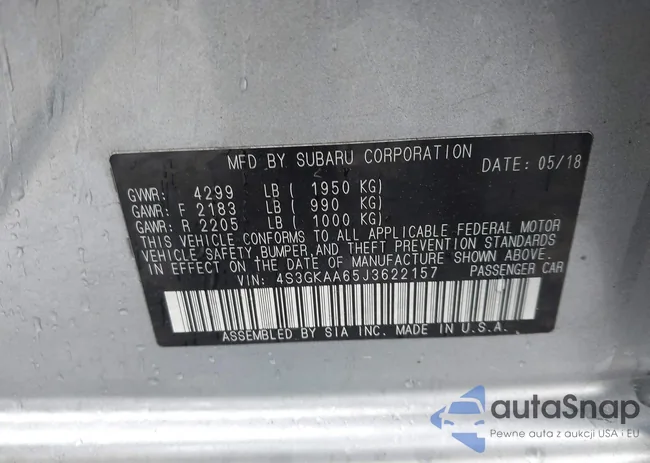 MFD BY SUBARU CORPORATION DATE: 05/18
GVWR: 4299 LB ( 1950 KG)
GAWR: F 2183 LB ( 990 KG)
GAWR: R 2205 LB ( 1000 KG)
THIS VEHICLE CONFORMS TO ALL APPLICABLE FEDERAL MOTOR
VEHICLE SAFETY, BUMPER, AND THEFT PREVENTION STANDARDS
IN EFFECT ON THE DATE OF MANUFACTURE SHOWN ABOVE.
VIN: 4S3GKAA65J3622157 PASSENGER CAR
ASSEMBLED BY SIA INC. MADE IN U.S.A.
autaSnap
Pewne auta z aukcji USA i EU